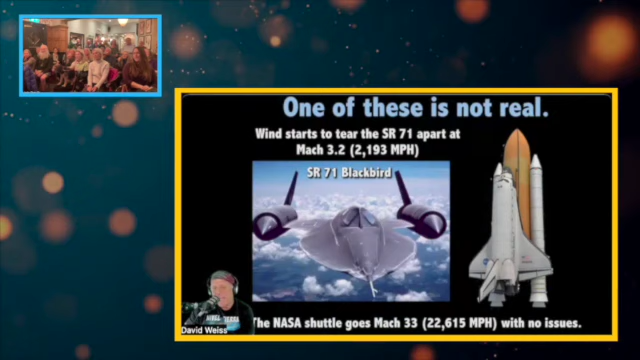 One of these is not real.
Wind starts to tear the SR 71 apart at
Mach 3.2 (2,193 MPH)
SR 71 Blackbird
David Weiss
The NASA shuttle goes Mach 33 (22,615 MPH) with no issues.